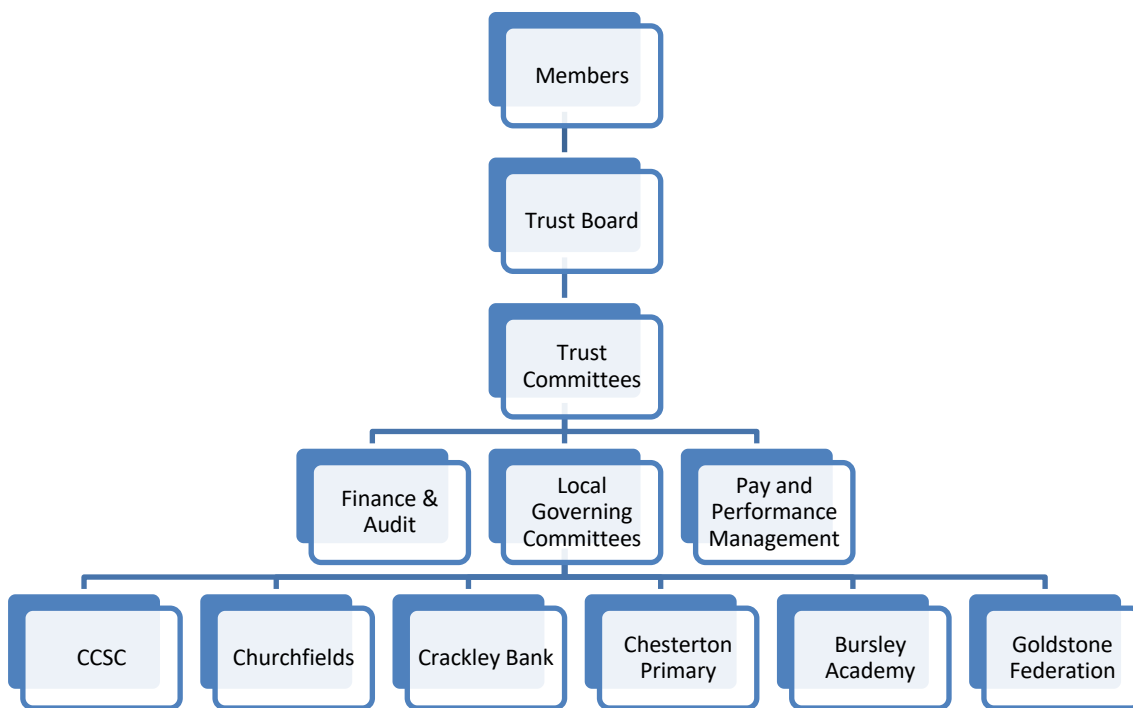 Members
Trust Board
Trust
Committees
Finance &
Audit
Local
Governing
Committees
Pay and
Performance
Management
CCSC
Churchfields
Crackley Bank
Chesterton
Primary
Bursley
Academy
Goldstone
Federation